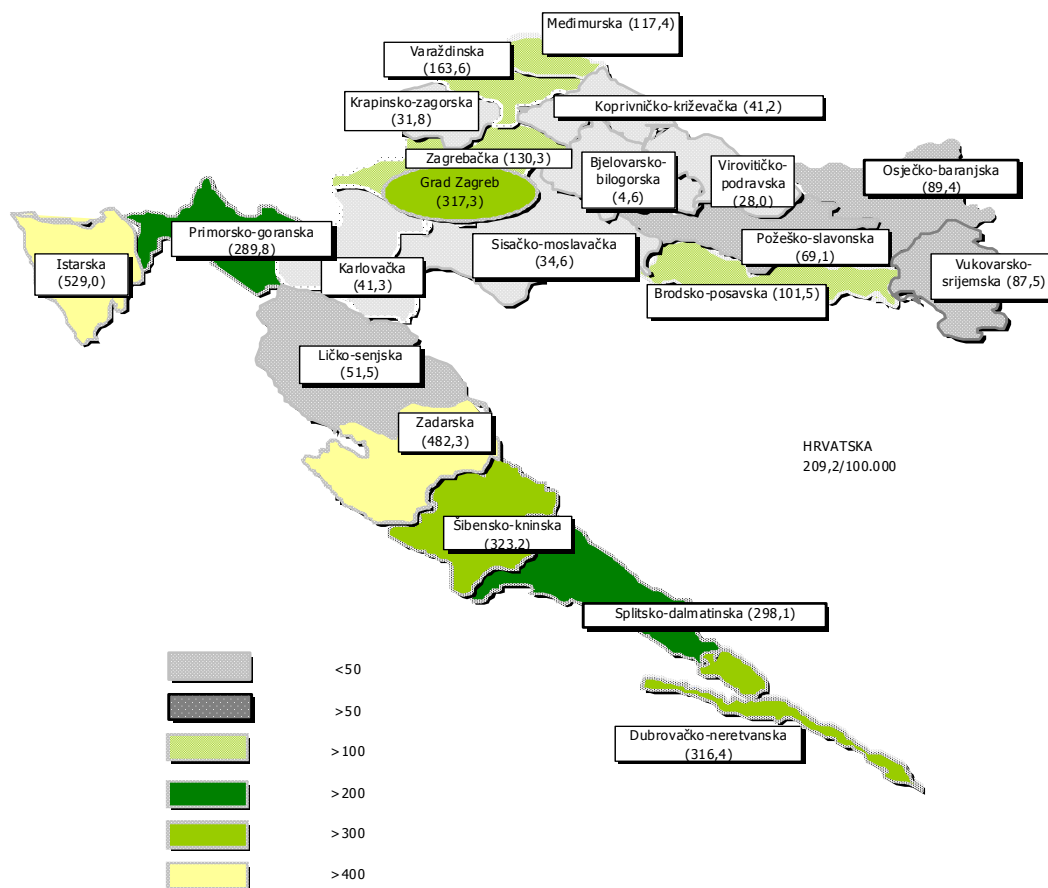 Međimurska (117,4)
Varaždinska
(163,6)
Krapinsko-zagorska
(31,8)
Koprivničko-križevačka (41,2)
Zagrebačka (130,3)
Bjelovarsko-
bilogorska
(4,6)
Virovitičko-
podravska
(28,0)
Osječko-baranjska
(89,4)
Grad Zagreb
(317,3)
Primorsko-goranska
(289,8)
Istarska
(529,0)
Karlovačka
(41,3)
Sisačko-moslavačka
(34,6)
Požeško-slavonska
(69,1)
Vukovarsko-
srijemska (87,5)
Brodsko-posavska (101,5)
Ličko-senjska
(51,5)
Zadarska
(482,3)
HRVATSKA
209,2/100.000
Šibensko-kninska
(323,2)
Splitsko-dalmatinska (298,1)
Dubrovačko-neretvanska
(316,4)
<50
>50
>100
>200
>300
>400